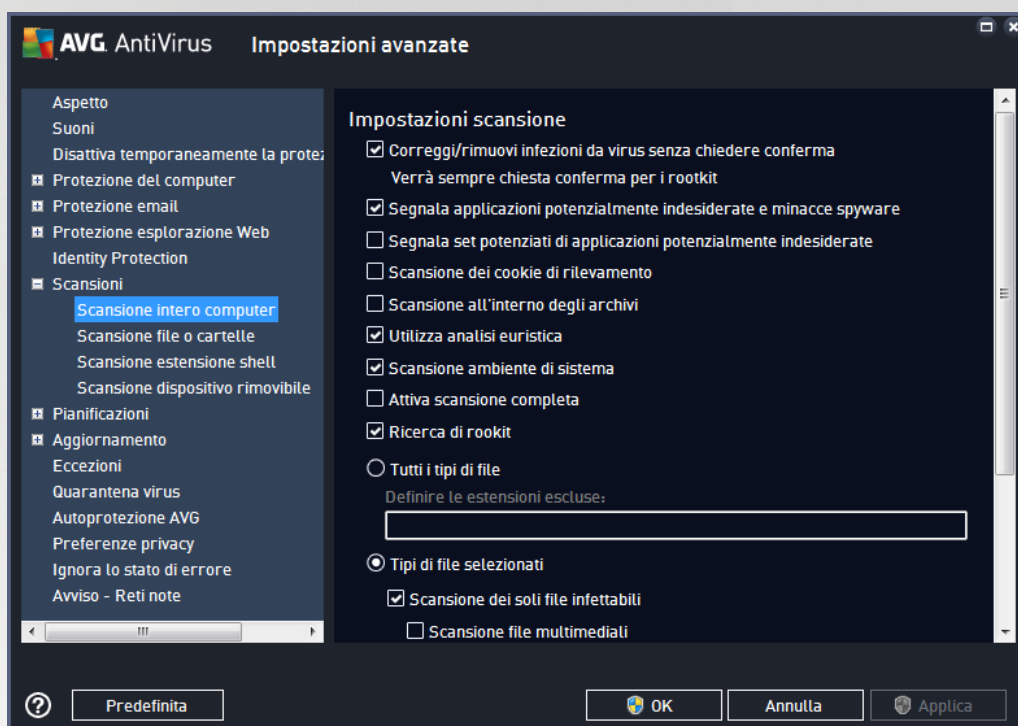 AVG. AntiVirus Impostazioni avanzate
Aspetto
Suoni
Disattiva temporaneamente la protez
Protezione del computer
Protezione email
Protezione esplorazione Web
Identity Protection
Scansioni
Scansione intero computer
Scansione file o cartelle
Scansione estensione shell
Scansione dispositivo rimovibile
Pianificazioni
Aggiornamento
Eccezioni
Quarantena virus
Autoprotezione AVG
Preferenze privacy
Ignora lo stato di errore
Avviso - Reti note
Impostazioni scansione
Correggi/rimuovi infezioni da virus senza chiedere conferma
Verrà sempre chiesta conferma per i rootkit
Segnala applicazioni potenzialmente indesiderate e minacce spyware
Segnala set potenziati di applicazioni potenzialmente indesiderate
Scansione dei cookie di rilevamento
Scansione all'interno degli archivi
Utilizza analisi euristica
Scansione ambiente di sistema
Attiva scansione completa
Ricerca di rookit
Tutti i tipi di file
Definire le estensioni escluse:
Tipi di file selezionati
Scansione dei soli file infettabili
Scansione file multimediali
? Predefinita OK Annulla Applica